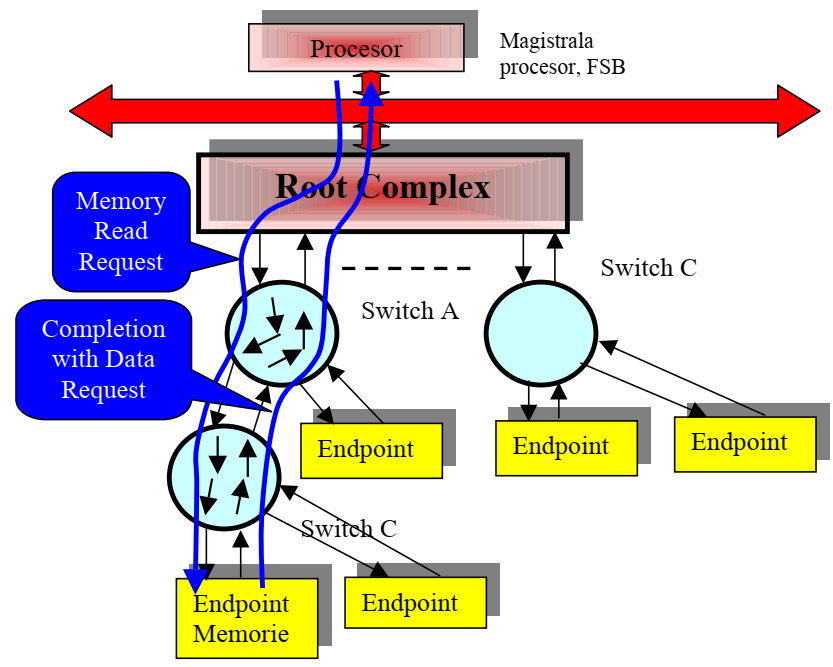 Procesor
Magistrala
procesor, FSB
Root Complex
Memory
Read
Request
Switch C
Switch A
Completion
with Data
Request
Endpoint
Endpoint
Endpoint
Switch C
Endpoint
Memorie
Endpoint